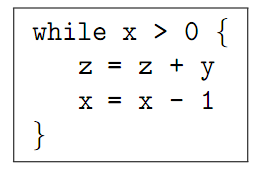 while x > 0 {
   z = z + y
   x = x - 1
}